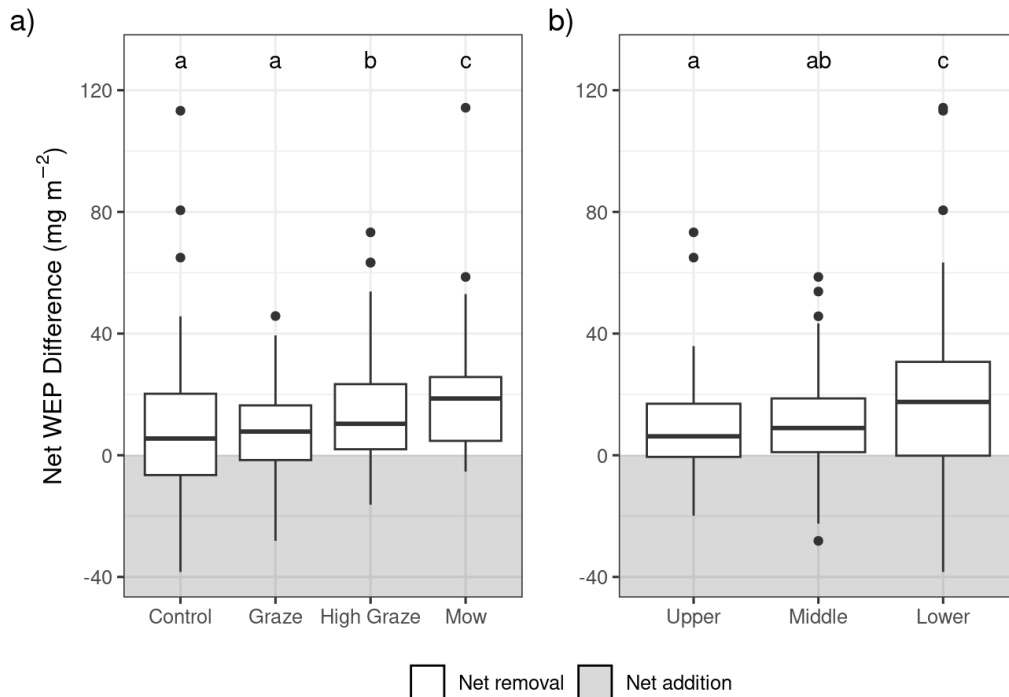 a)
a a b c
Net WEP Difference (mg m⁻²)
120
80
40
0
-40
Control Graze High Graze Mow
b)
a ab c
120
80
40
0
-40
Upper Middle Lower
Net removal Net addition